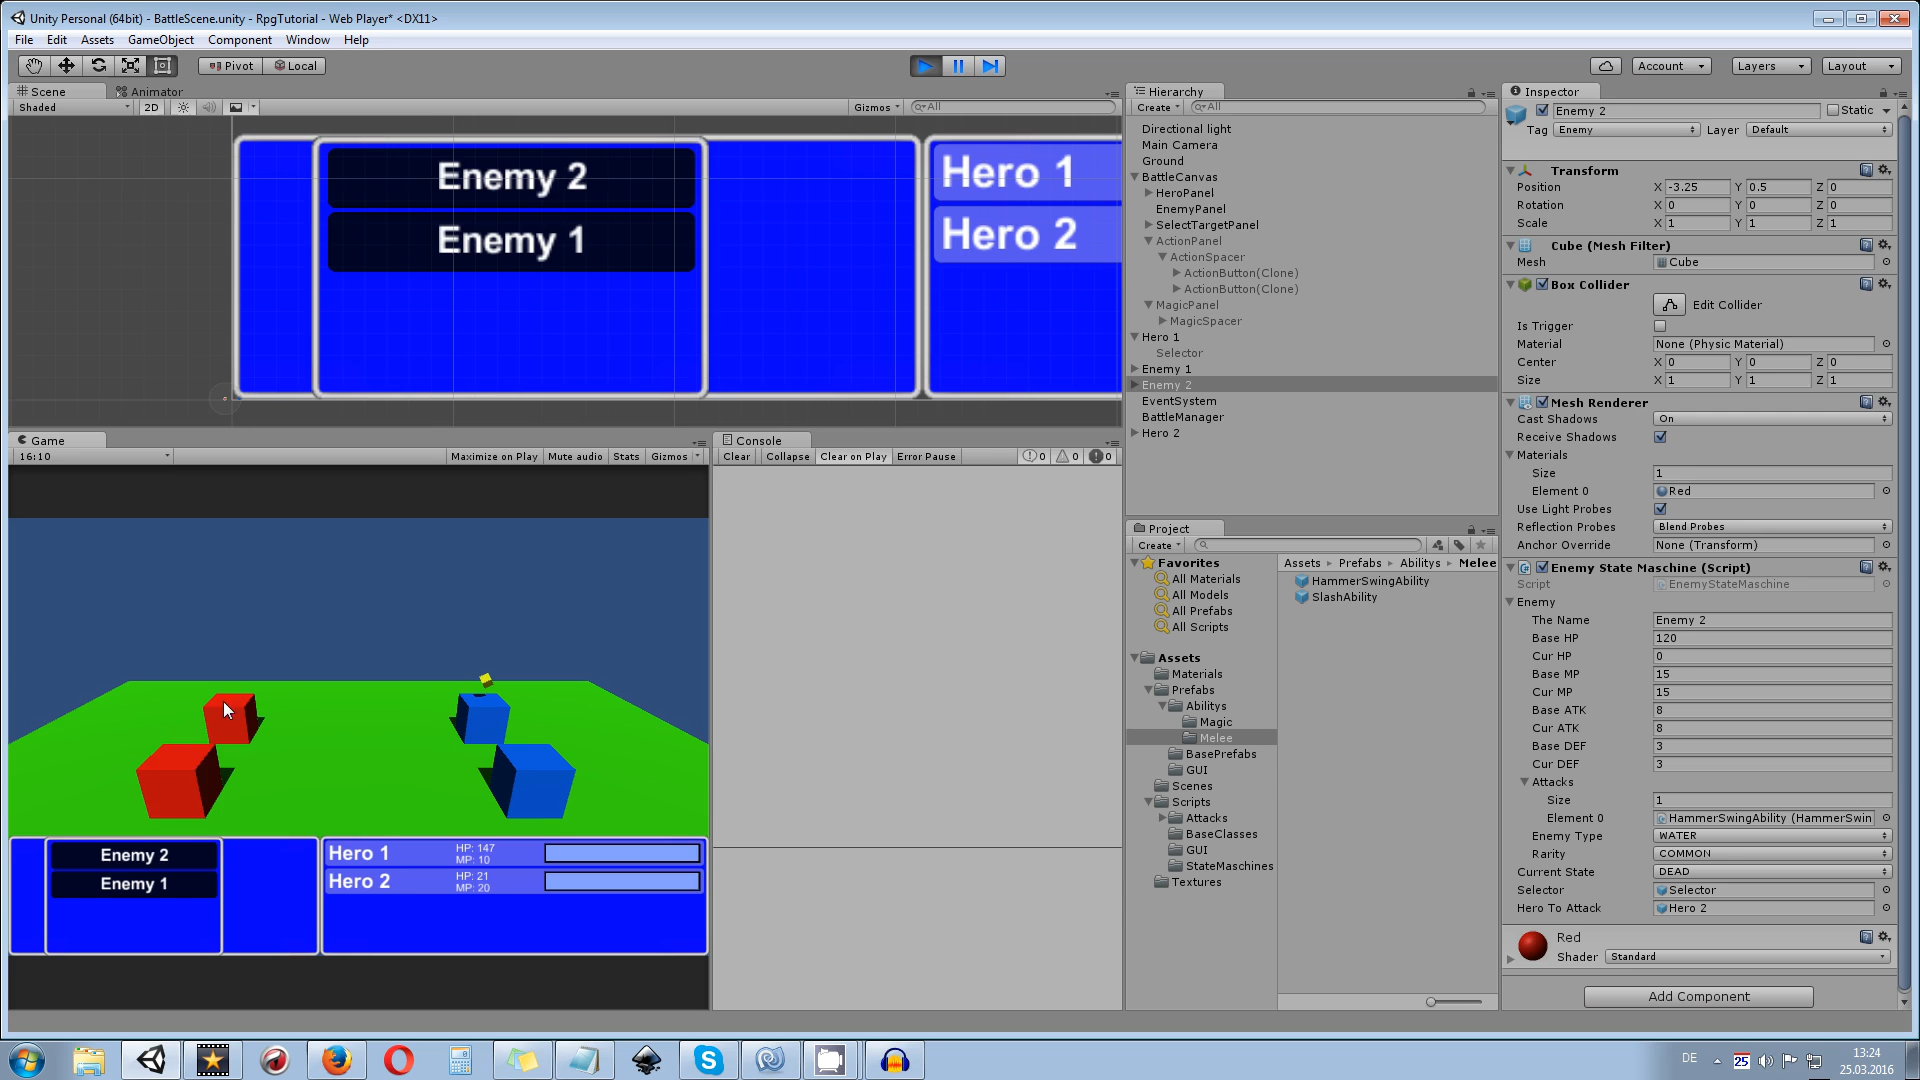 Unity Personal (64bit) - BattleScene.unity - RpgTutorial - Web Player* <DX11>
File Edit Assets GameObject Component Window Help
Pivot Local Account Layers Layout
Scene Animator
Shaded 2D Gizmos All
Enemy 2
Enemy 1
Hero 1
Hero 2
Game
16:10 Maximize on Play Mute audio Stats Gizmos
Enemy 2
Enemy 1
Hero 1 HP: 147
MP: 10
Hero 2 HP: 21
MP: 20
Console
Clear Collapse Clear on Play Error Pause 0 0 0
Hierarchy
Create All
Directional light
Main Camera
Ground
BattleCanvas
HeroPanel
EnemyPanel
SelectTargetPanel
ActionPanel
ActionSpacer
ActionButton(Clone)
ActionButton(Clone)
MagicPanel
MagicSpacer
Hero 1
Selector
Enemy 1
Enemy 2
EventSystem
BattleManager
Hero 2
Project
Create
Favorites
All Materials
All Models
All Prefabs
All Scripts
Assets
Materials
Prefabs
Abilitys
Magic
Melee
BasePrefabs
GUI
Scenes
Scripts
Attacks
BaseClasses
GUI
StateMaschines
Textures
Assets Prefabs Abilitys Melee
HammerSwingAbility
SlashAbility
Inspector
Enemy 2 Static
Tag Enemy Layer Default
Transform
Position X -3.25 Y 0.5 Z 0
Rotation X 0 Y 0 Z 0
Scale X 1 Y 1 Z 1
Cube (Mesh Filter)
Mesh Cube
Box Collider
Edit Collider
Is Trigger
Material None (Physic Material)
Center X 0 Y 0 Z 0
Size X 1 Y 1 Z 1
Mesh Renderer
Cast Shadows On
Receive Shadows
Materials
Size 1
Element 0 Red
Use Light Probes
Reflection Probes Blend Probes
Anchor Override None (Transform)
Enemy State Maschine (Script)
Script EnemyStateMaschine
Enemy
The Name Enemy 2
Base HP 120
Cur HP 0
Base MP 15
Cur MP 15
Base ATK 8
Cur ATK 8
Base DEF 3
Cur DEF 3
Attacks
Size 1
Element 0 HammerSwingAbility (HammerSwin
Enemy Type WATER
Rarity COMMON
Current State DEAD
Selector Selector
Hero To Attack Hero 2
Red
Shader Standard
Add Component
DE 25 13:24
25.03.2016